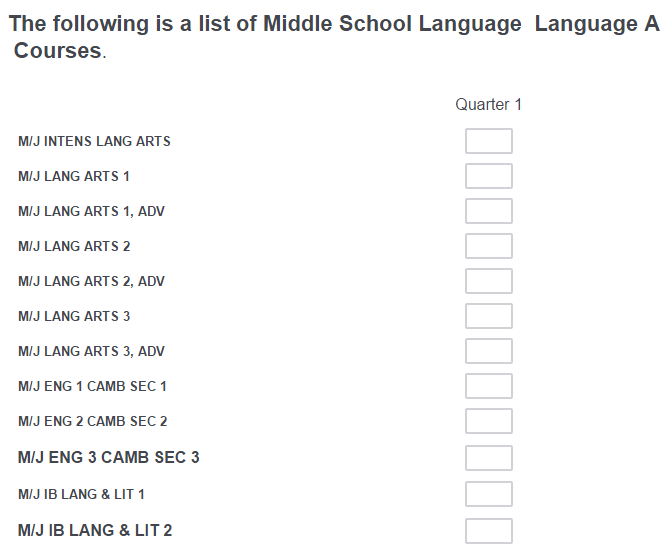 The following is a list of Middle School Language  Language A
Courses.
Quarter 1
M/J INTENS LANG ARTS
M/J LANG ARTS 1
M/J LANG ARTS 1, ADV
M/J LANG ARTS 2
M/J LANG ARTS 2, ADV
M/J LANG ARTS 3
M/J LANG ARTS 3, ADV
M/J ENG 1 CAMB SEC 1
M/J ENG 2 CAMB SEC 2
M/J ENG 3 CAMB SEC 3
M/J IB LANG & LIT 1
M/J IB LANG & LIT 2